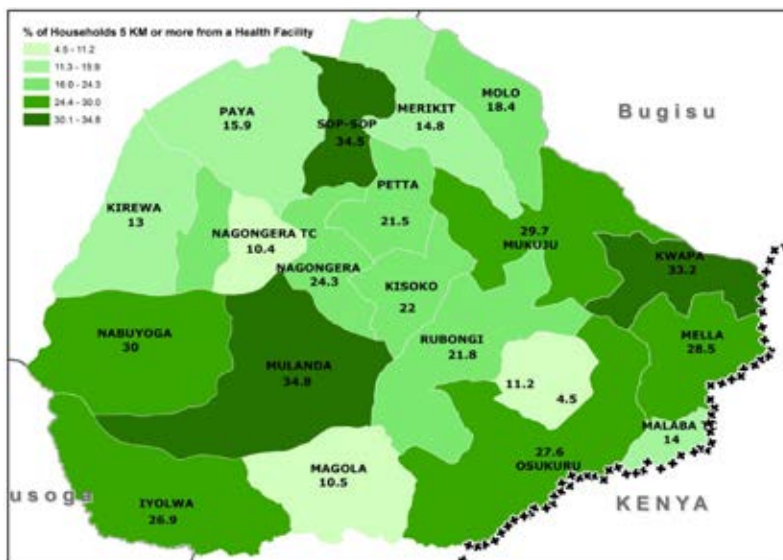 % of Households 5 KM or more from a Health Facility
4.5 - 11.2
11.3 - 15.9
16.0 - 24.3
24.4 - 30.0
30.1 - 34.8
MOLO
18.4
MERIKIT
14.8
Bugisu
PAYA
15.9
SOP-SOP
34.5
PETTA
21.5
KIREWA
13
NAGONGERA TC
10.4
29.7
MUKUJU
KWAPA
33.2
NAGONGERA
24.3
KISOKO
22
NABUYOGA
30
RUBONGI
21.8
MELLA
28.5
MULANDA
34.8
11.2
4.5
MALABA TC
14
27.6
OSUKURU
MAGOLA
10.5
usoga
IYOLWA
26.9
KENYA